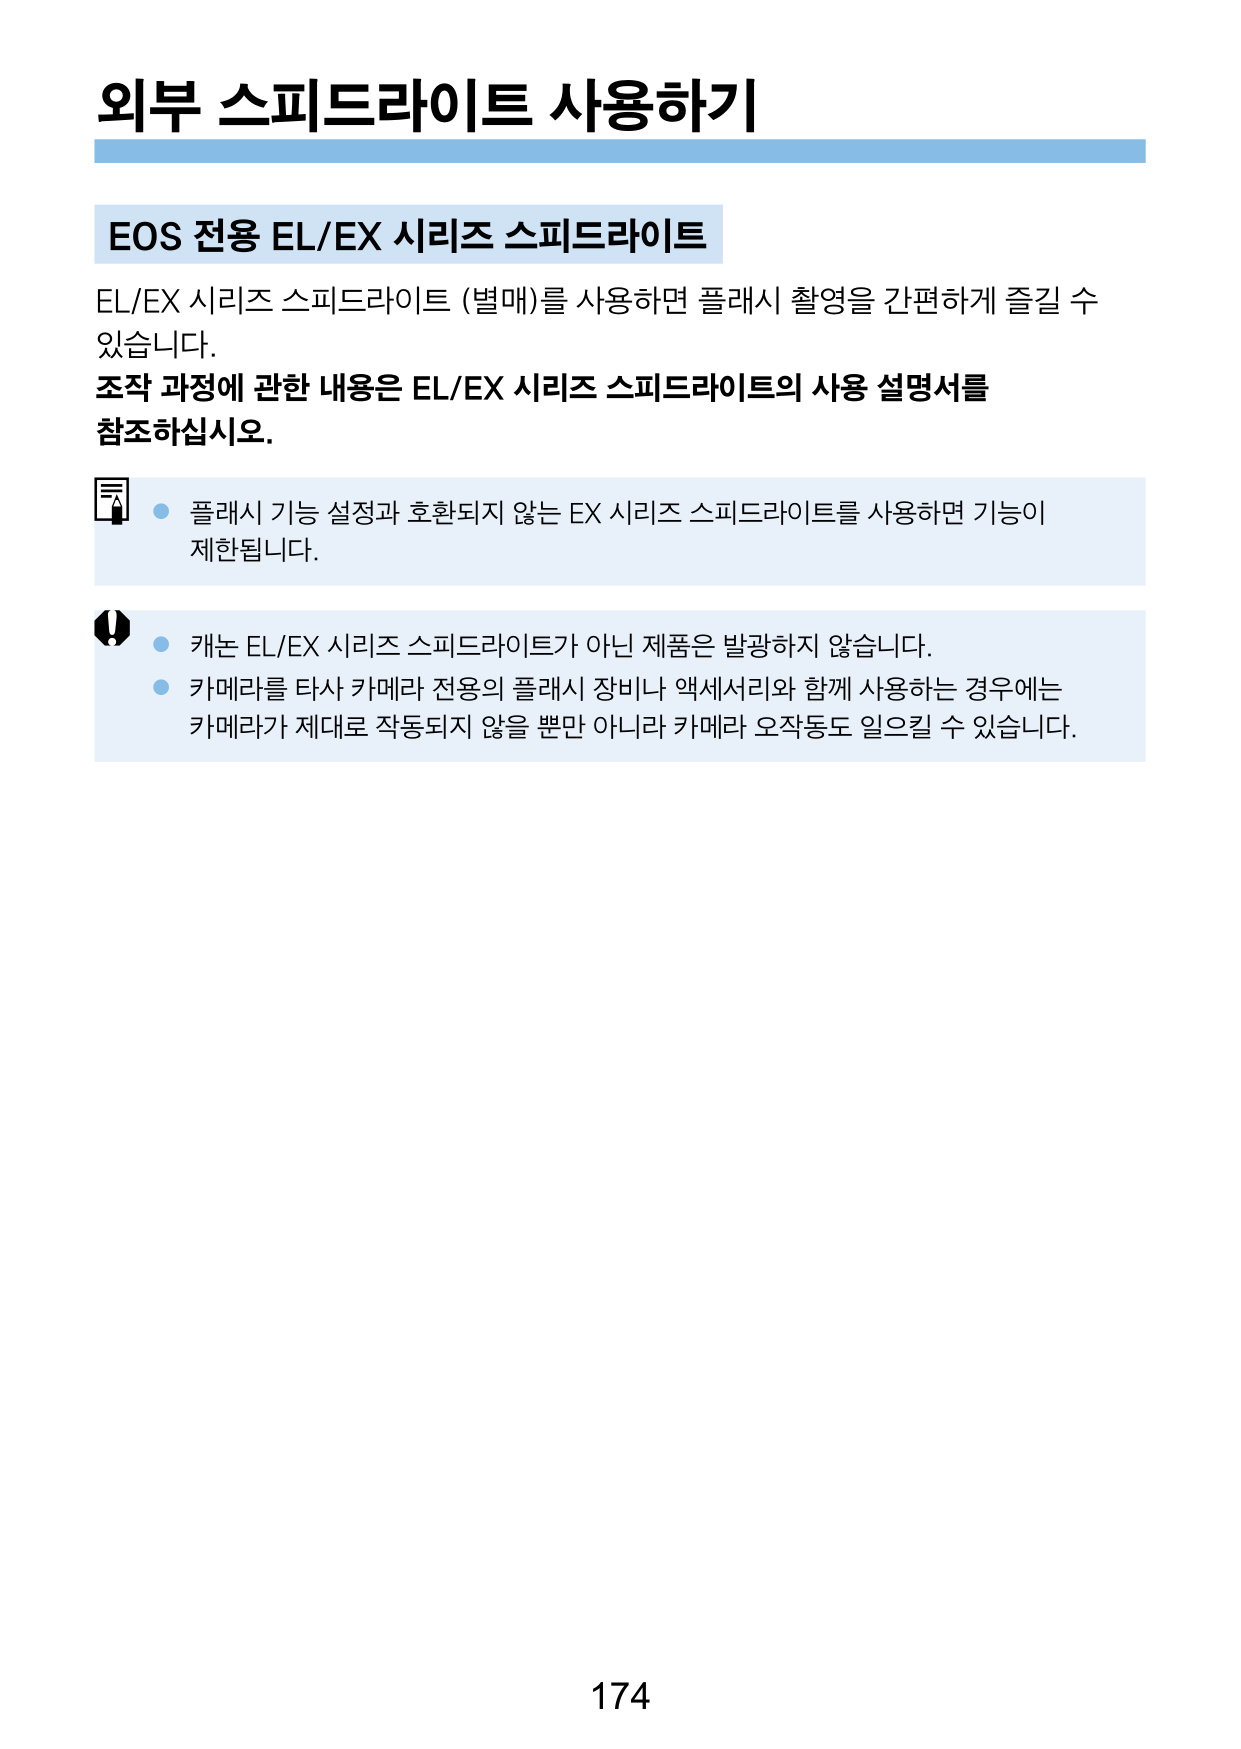 외부 스피드라이트 사용하기
EOS 전용 EL/EX 시리즈 스피드라이트
EL/EX 시리즈 스피드라이트 (별매)를 사용하면 플래시 촬영을 간편하게 즐길 수
있습니다.
조작 과정에 관한 내용은 EL/EX 시리즈 스피드라이트의 사용 설명서를
참조하십시오.
● 플래시 기능 설정과 호환되지 않는 EX 시리즈 스피드라이트를 사용하면 기능이
제한됩니다.
● 캐논 EL/EX 시리즈 스피드라이트가 아닌 제품은 발광하지 않습니다.
● 카메라를 타사 카메라 전용의 플래시 장비나 액세서리와 함께 사용하는 경우에는
카메라가 제대로 작동되지 않을 뿐만 아니라 카메라 오작동도 일으킬 수 있습니다.
174